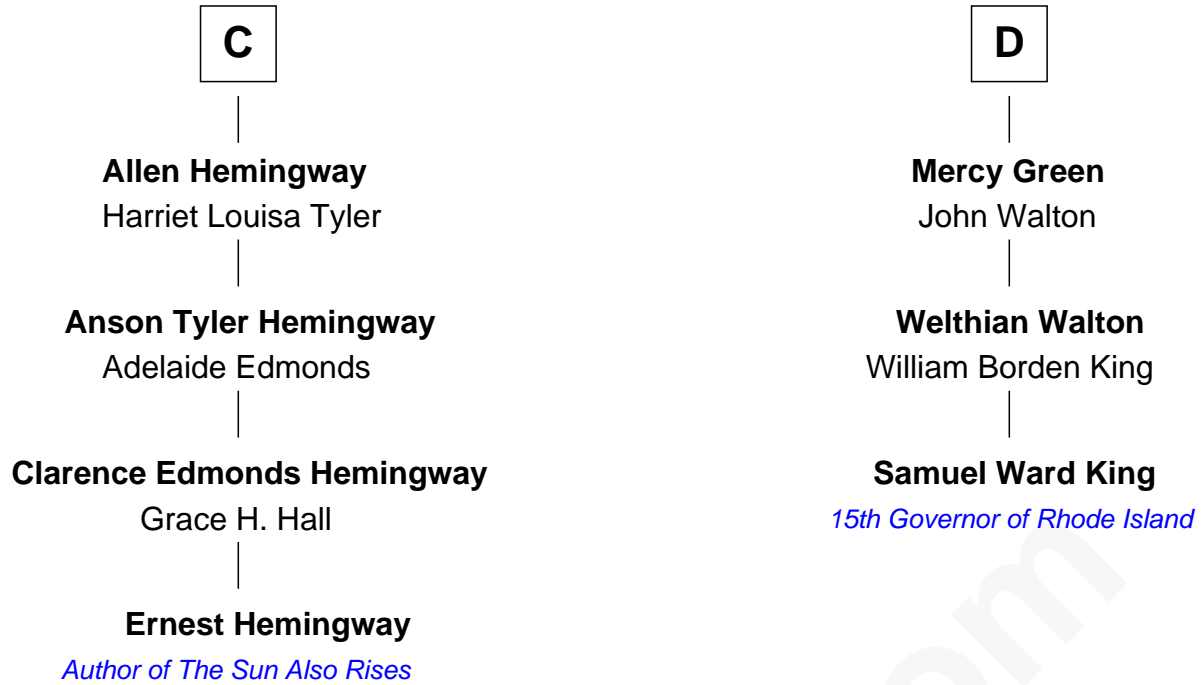 C
Allen Hemingway
Harriet Louisa Tyler
Anson Tyler Hemingway
Adelaide Edmonds
Clarence Edmonds Hemingway
Grace H. Hall
Ernest Hemingway
Author of The Sun Also Rises
D
Mercy Green
John Walton
Welthian Walton
William Borden King
Samuel Ward King
15th Governor of Rhode Island